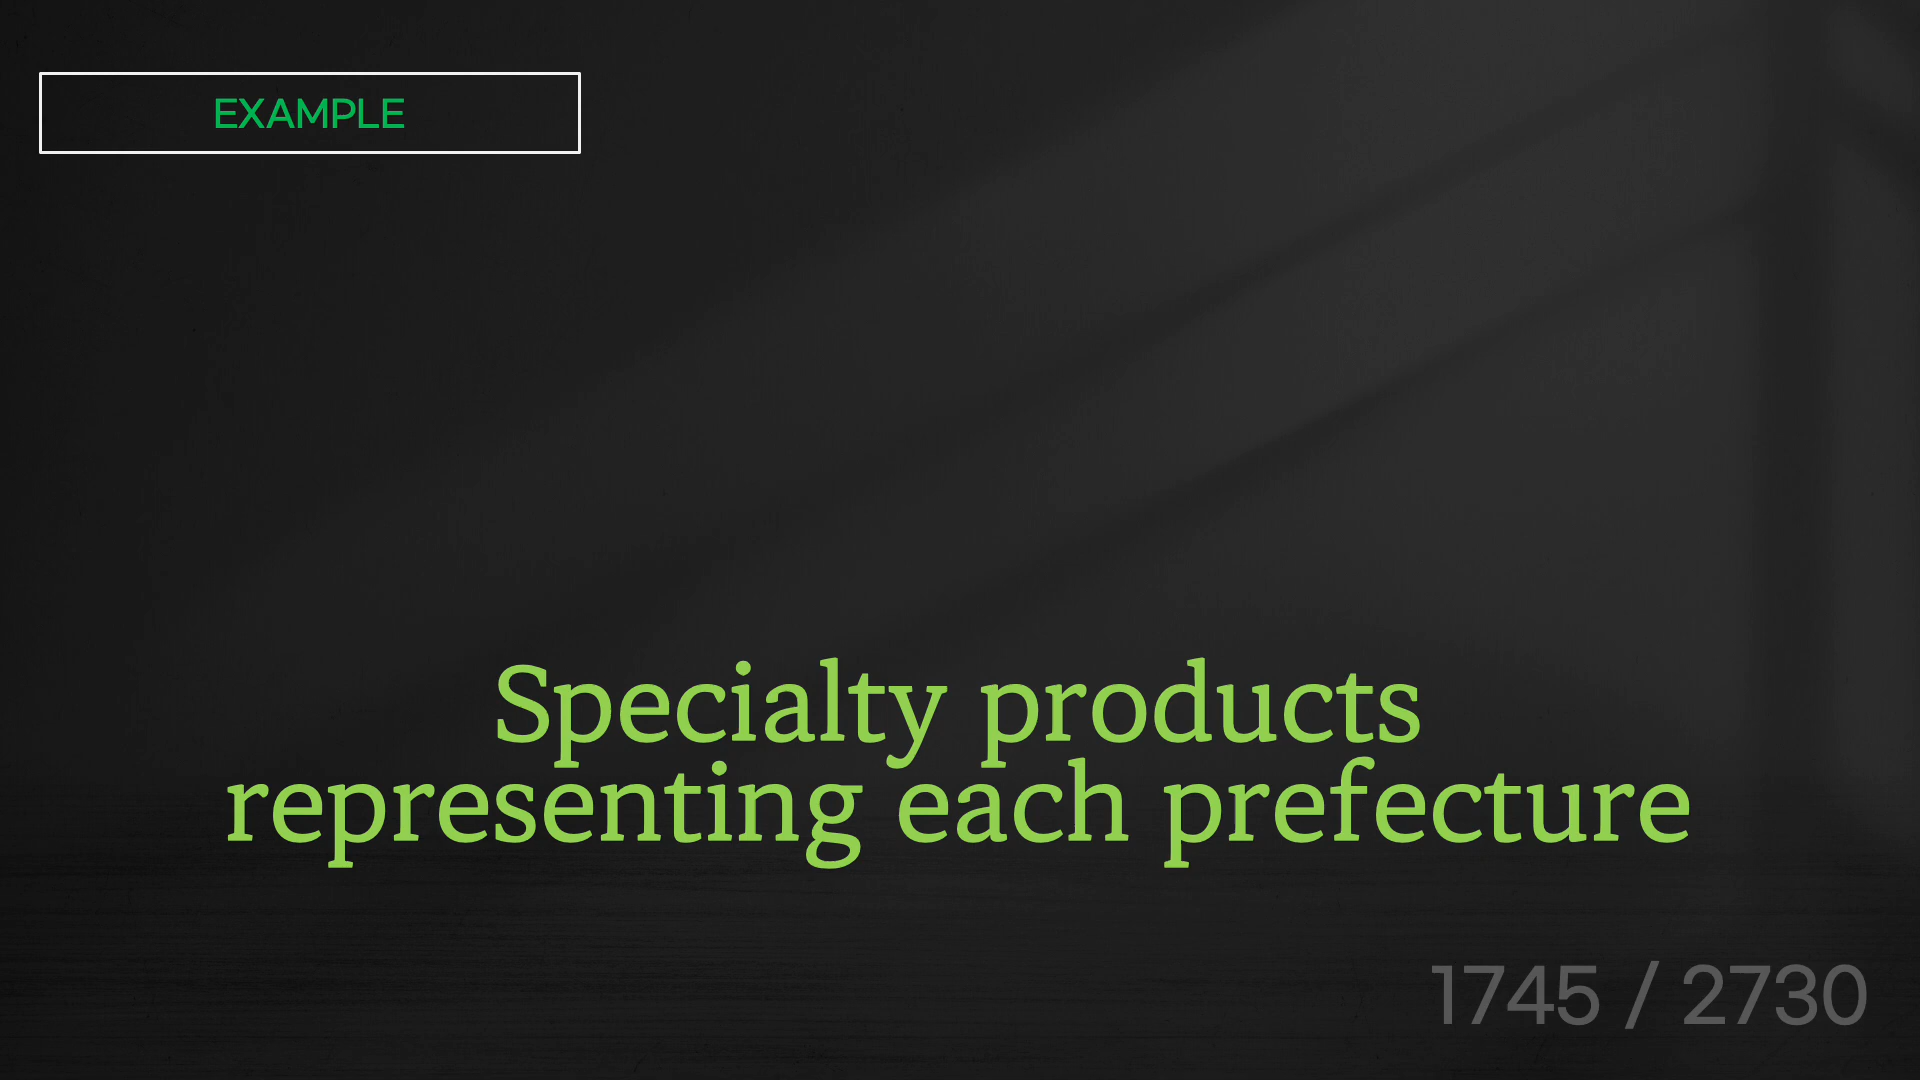 EXAMPLE
Specialty products
representing each prefecture
1745 / 2730